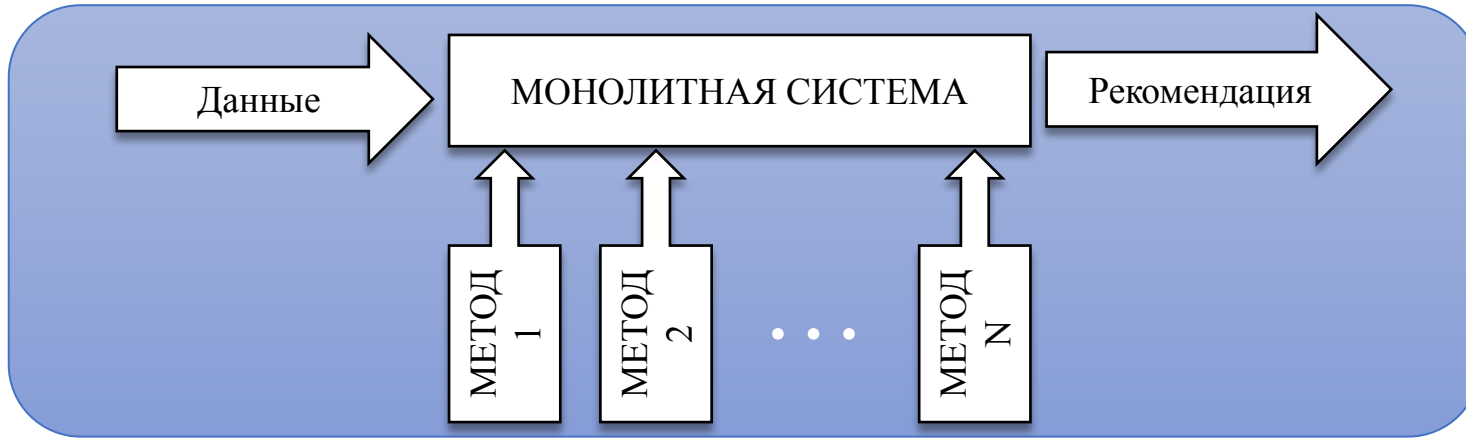 Данные
МОНОЛИТНАЯ СИСТЕМА
Рекомендация
МЕТОД
1
МЕТОД
2
. . .
МЕТОД
N